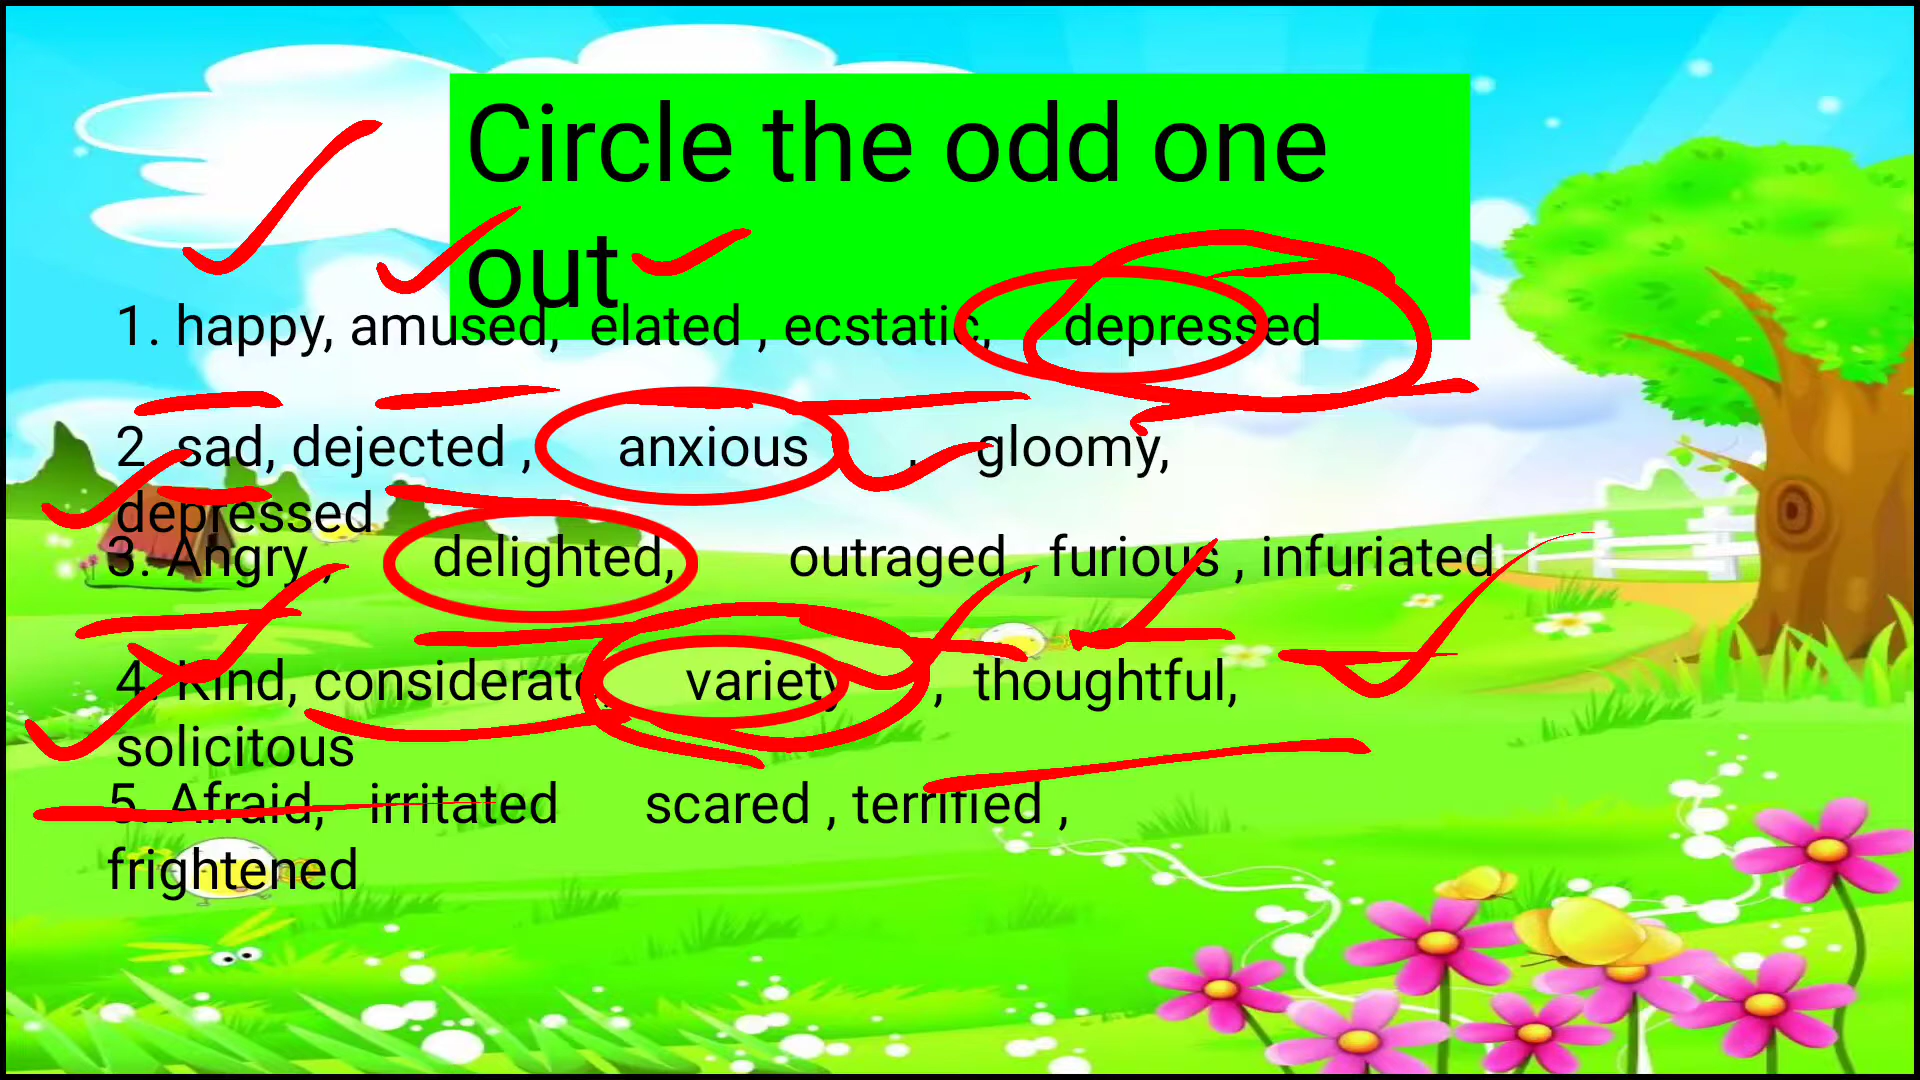 Circle the odd one
out
1. happy, amused, elated , ecstatic, depressed
2. sad, dejected , anxious , gloomy,
depressed
3. Angry , delighted, outraged , furious , infuriated
4. Kind, considerate, variety , thoughtful,
solicitous
5. Afraid, irritated scared , terrified ,
frightened